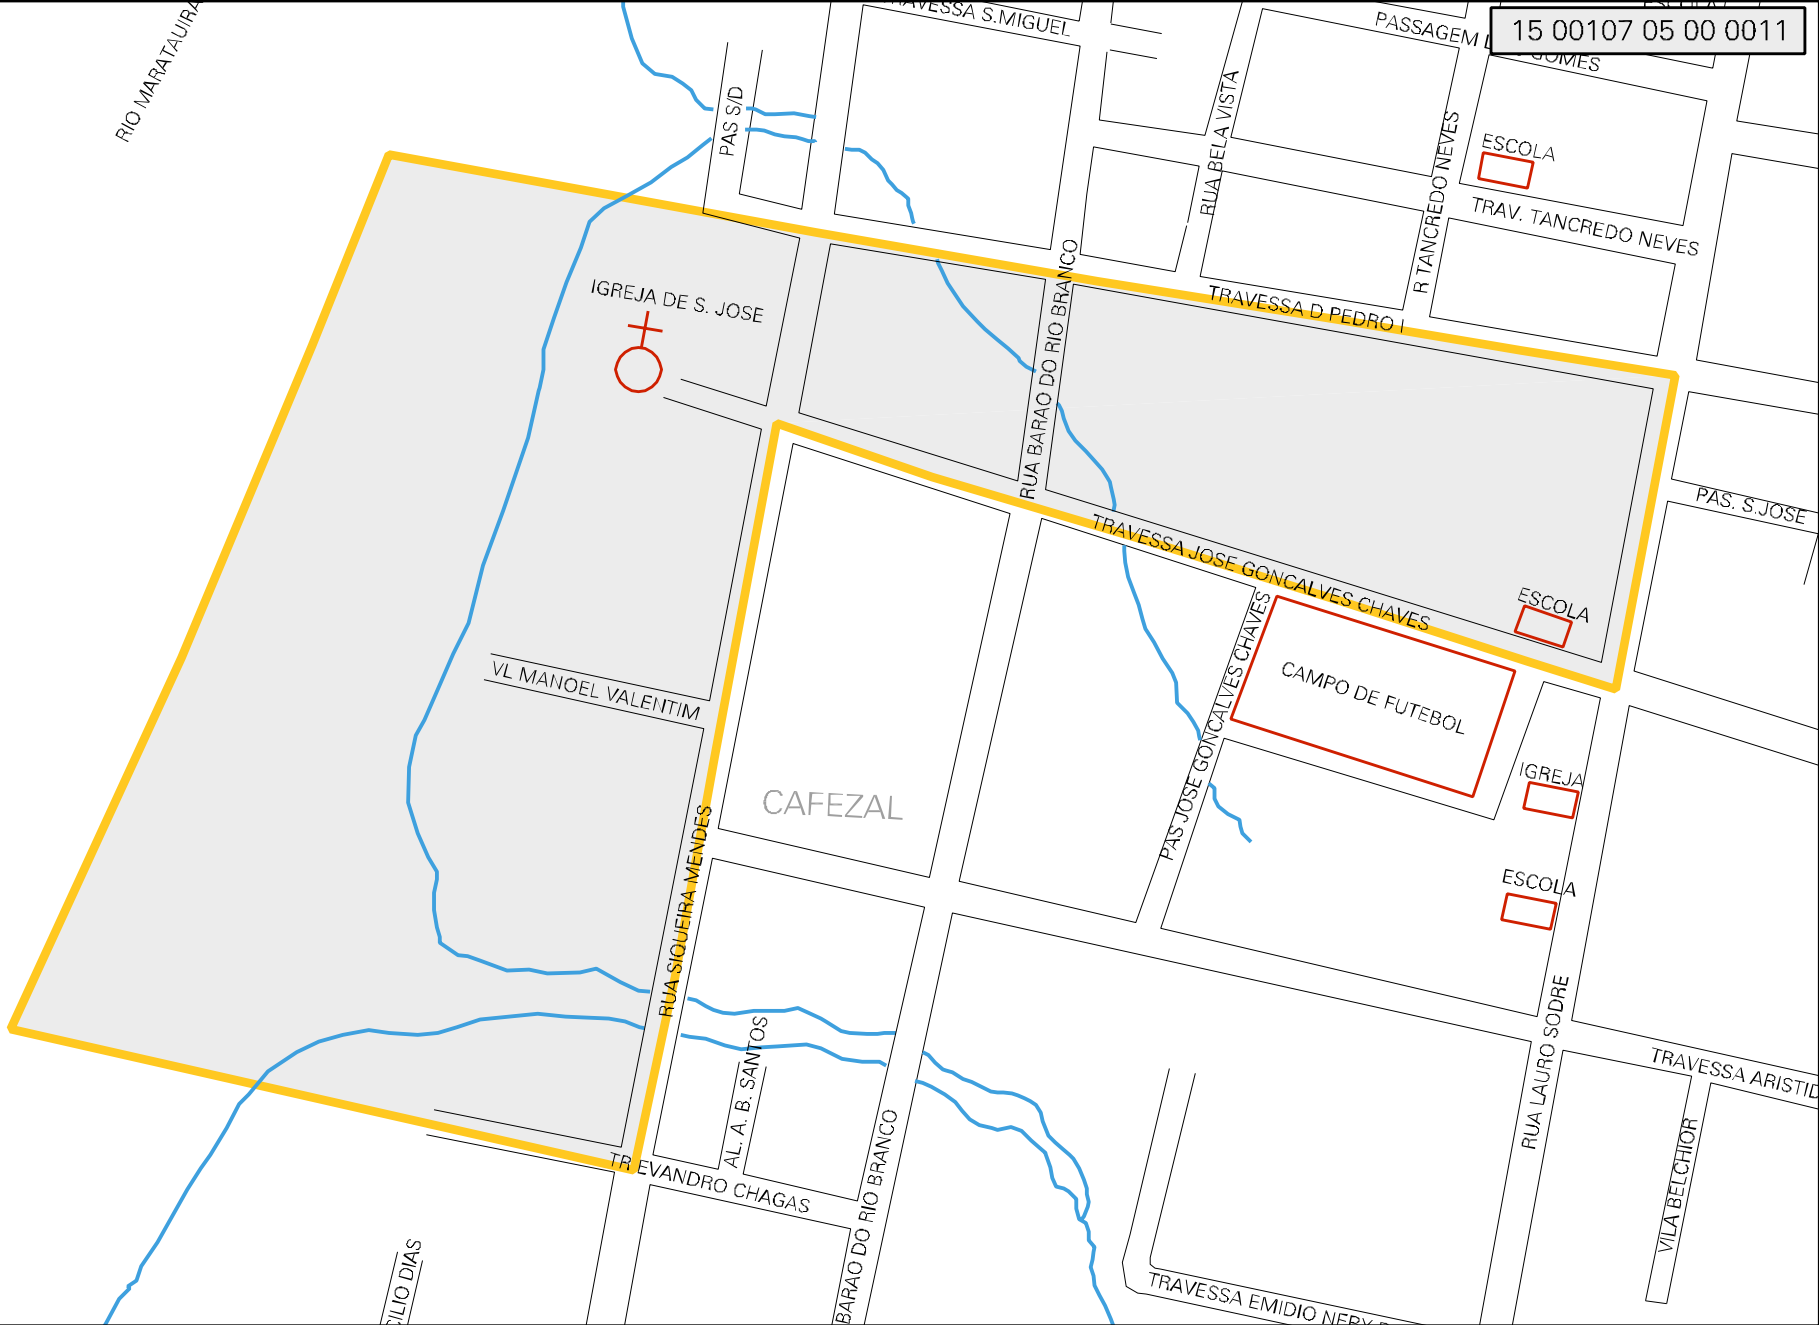 RIO MARATAUIRA
TRAVESSA S.MIGUEL
PASSAGEM
GOMES
15 00107 05 00 0011
PAS S/D
RUA BELA VISTA
R TANCREDO NEVES
ESCOLA
TRAV. TANCREDO NEVES
IGREJA DE S. JOSE
RUA BARAO DO RIO BRANCO
TRAVESSA D PEDRO I
PAS. S.JOSE
TRAVESSA JOSE GONCALVES CHAVES
ESCOLA
PAS JOSE GONCALVES CHAVES
CAMPO DE FUTEBOL
VL MANOEL VALENTIM
IGREJA
CAFEZAL
ESCOLA
RUA SIQUEIRA MENDES
AL. A. B. SANTOS
RUA LAURO SODRE
TRAVESSA ARISTID
TR EVANDRO CHAGAS
BARAO DO RIO BRANCO
VILA BELCHIOR
CILIO DIAS
TRAVESSA EMIDIO NERY